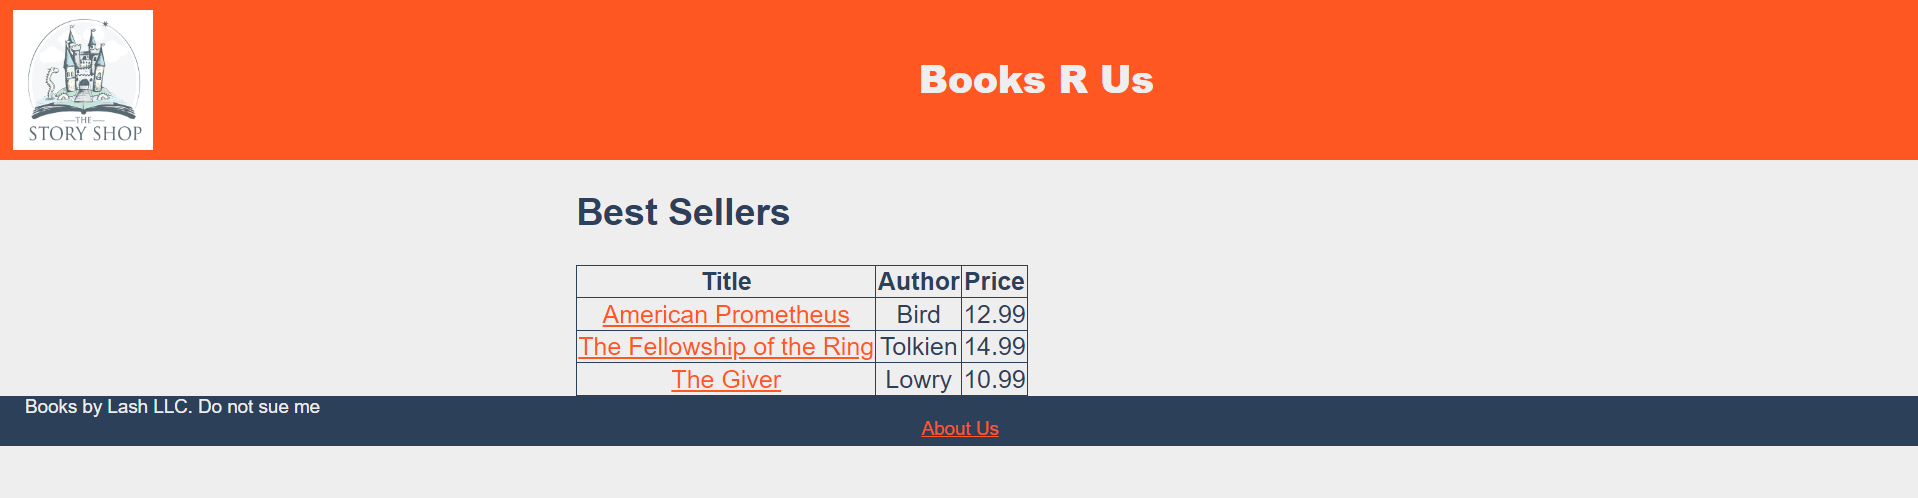 THE
STORY SHOP
Books R Us
Best Sellers
Title Author Price
American Prometheus Bird 12.99
The Fellowship of the Ring Tolkien 14.99
The Giver Lowry 10.99
Books by Lash LLC. Do not sue me
About Us